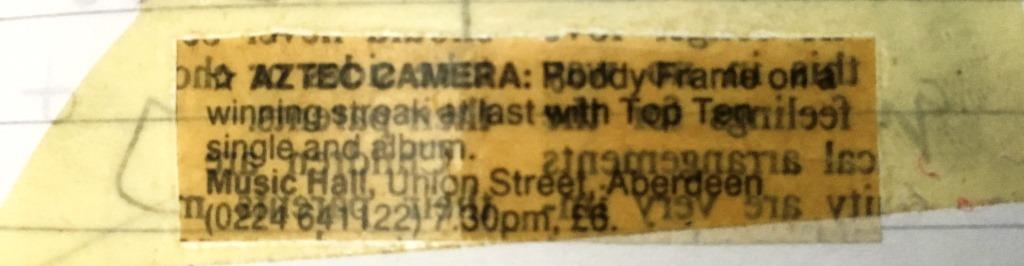 ☆ AZTEC CAMERA: Roddy Frame on a
winning streak at last with Top Ten
single and album.
Music Hall, Union Street, Aberdeen
(0224 641122) 7.30pm, £6.